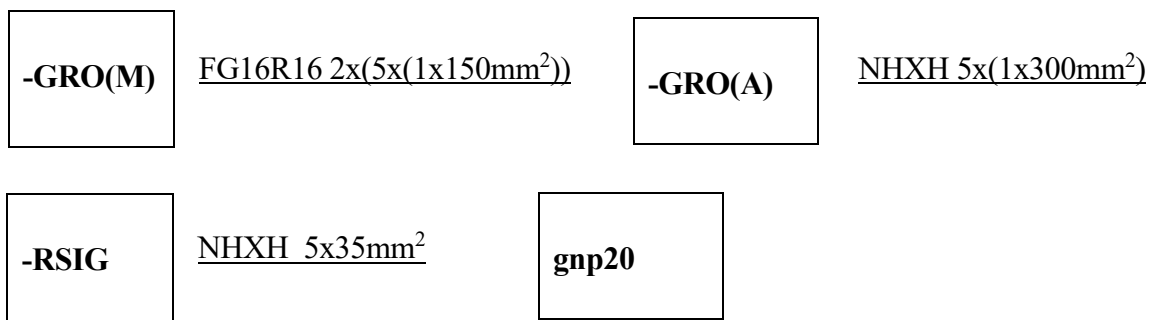 -GRO(M) FG16R16 2x(5x(1x150mm²)) -GRO(A) NHXH 5x(1x300mm²)
-RSIG NHXH 5x35mm² gnp20